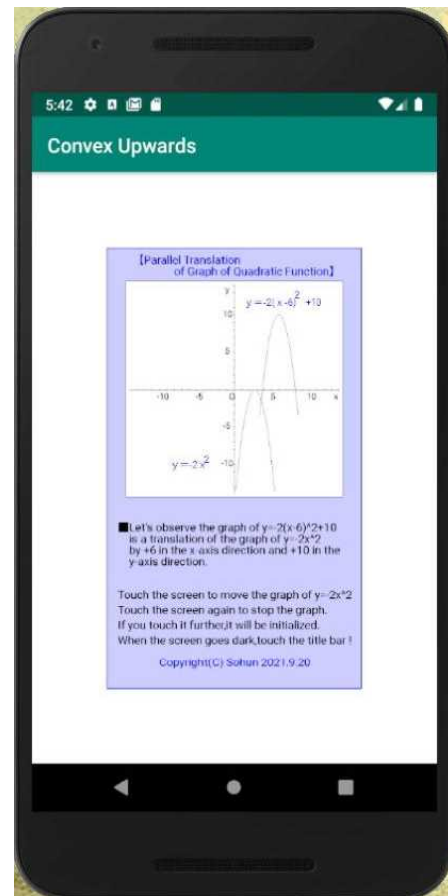 5:42
Convex Upwards
【Parallel Translation
of Graph of Quadratic Function】
y
y=-2(x-6)^2 +10
10
5
-10 -5 O 5 10 x
-5
y=-2x^2 -10
■Let's observe the graph of y=-2(x-6)^2+10
is a translation of the graph of y=-2x^2
by +6 in the x-axis direction and +10 in the
y-axis direction.
Touch the screen to move the graph of y=-2x^2
Touch the screen again to stop the graph.
If you touch it further,it will be initialized.
When the screen goes dark,touch the title bar !
Copyright(C) Sohun 2021.9.20